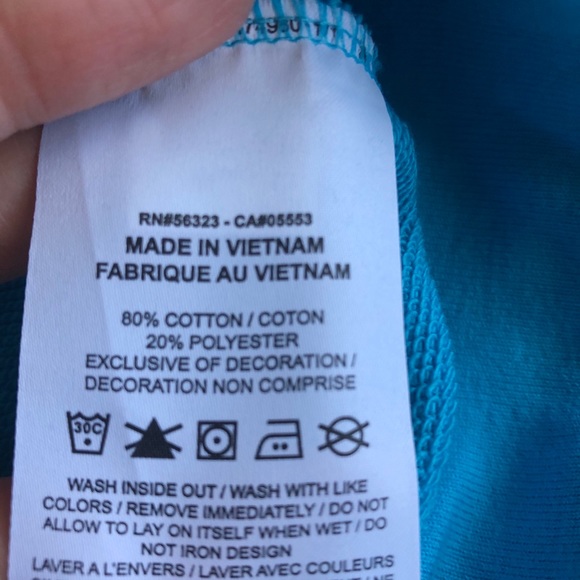 RN#56323 - CA#05553
MADE IN VIETNAM
FABRIQUE AU VIETNAM
80% COTTON / COTON
20% POLYESTER
EXCLUSIVE OF DECORATION /
DECORATION NON COMPRISE
30C
WASH INSIDE OUT / WASH WITH LIKE
COLORS / REMOVE IMMEDIATELY / DO NOT
ALLOW TO LAY ON ITSELF WHEN WET / DO
NOT IRON DESIGN
LAVER A L'ENVERS / LAVER AVEC COULEURS